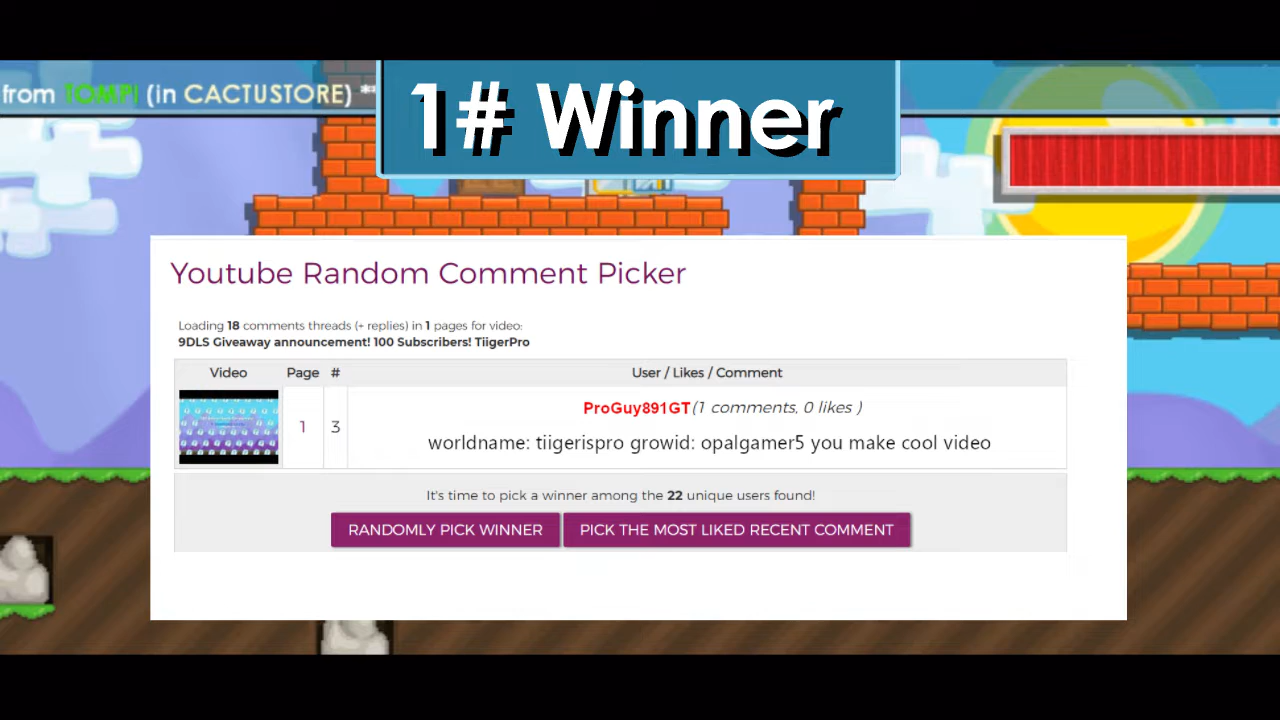 from TOMPI (in CACTUSTORE) **
1# Winner
Youtube Random Comment Picker
Loading 18 comments threads (+ replies) in 1 pages for video:
9DLS Giveaway announcement! 100 Subscribers! TiigerPro
Video Page # User / Likes / Comment
1 3 ProGuy891GT (1 comments, 0 likes )
worldname: tiigerispro growid: opalgamer5 you make cool video
It's time to pick a winner among the 22 unique users found!
RANDOMLY PICK WINNER PICK THE MOST LIKED RECENT COMMENT